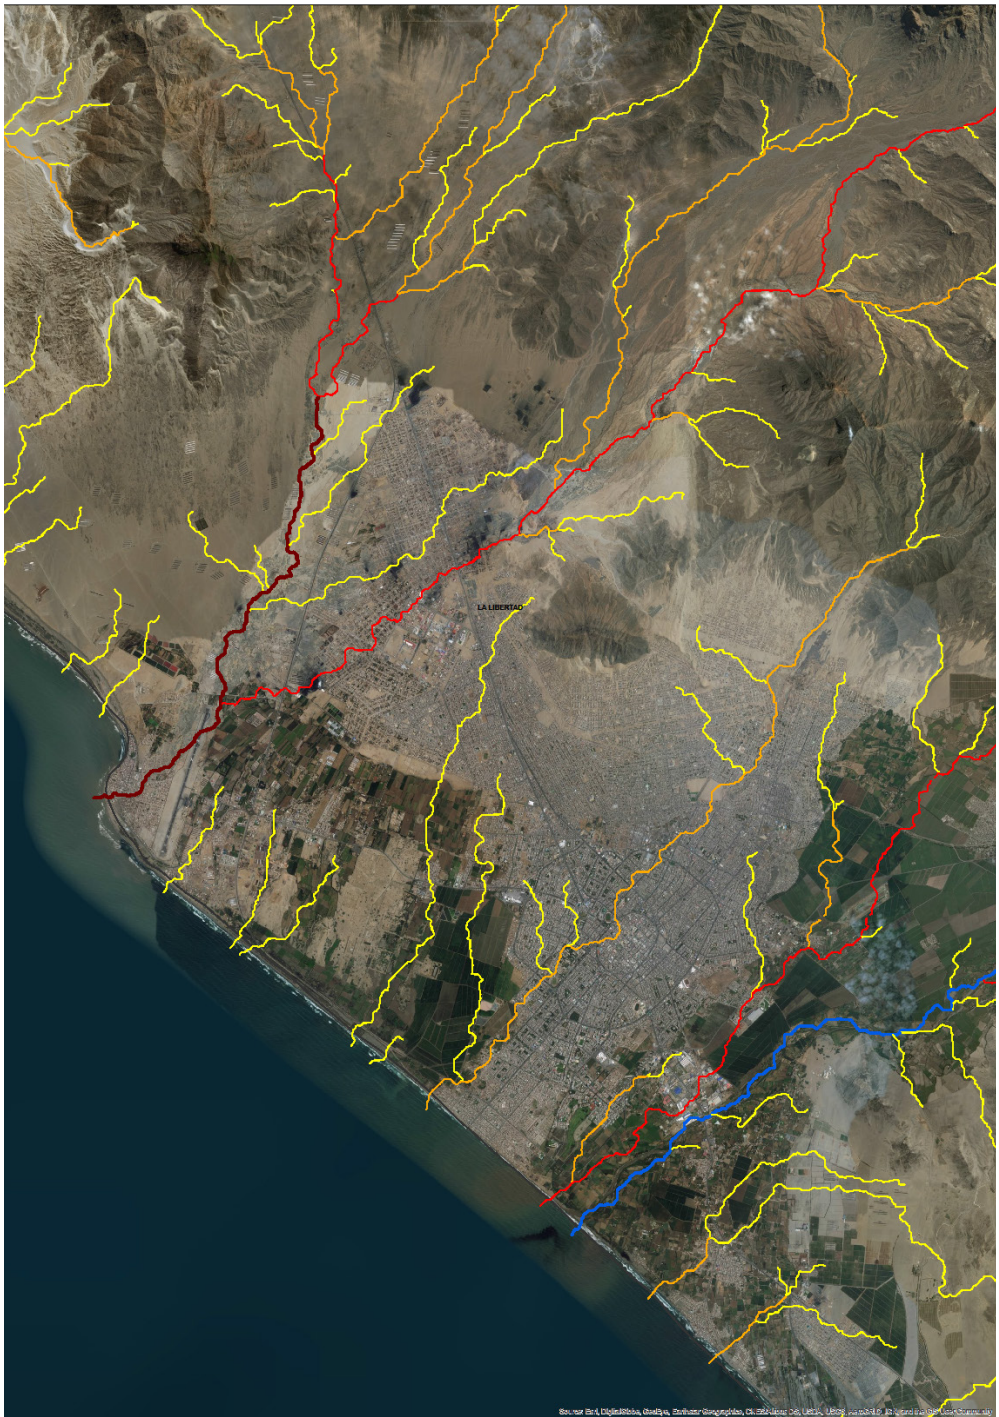 LA LIBERTAD
Source: Esri, DigitalGlobe, GeoEye, Earthstar Geographics, CNES/Airbus DS, USDA, USGS, AeroGRID, IGN, and the GIS User Community